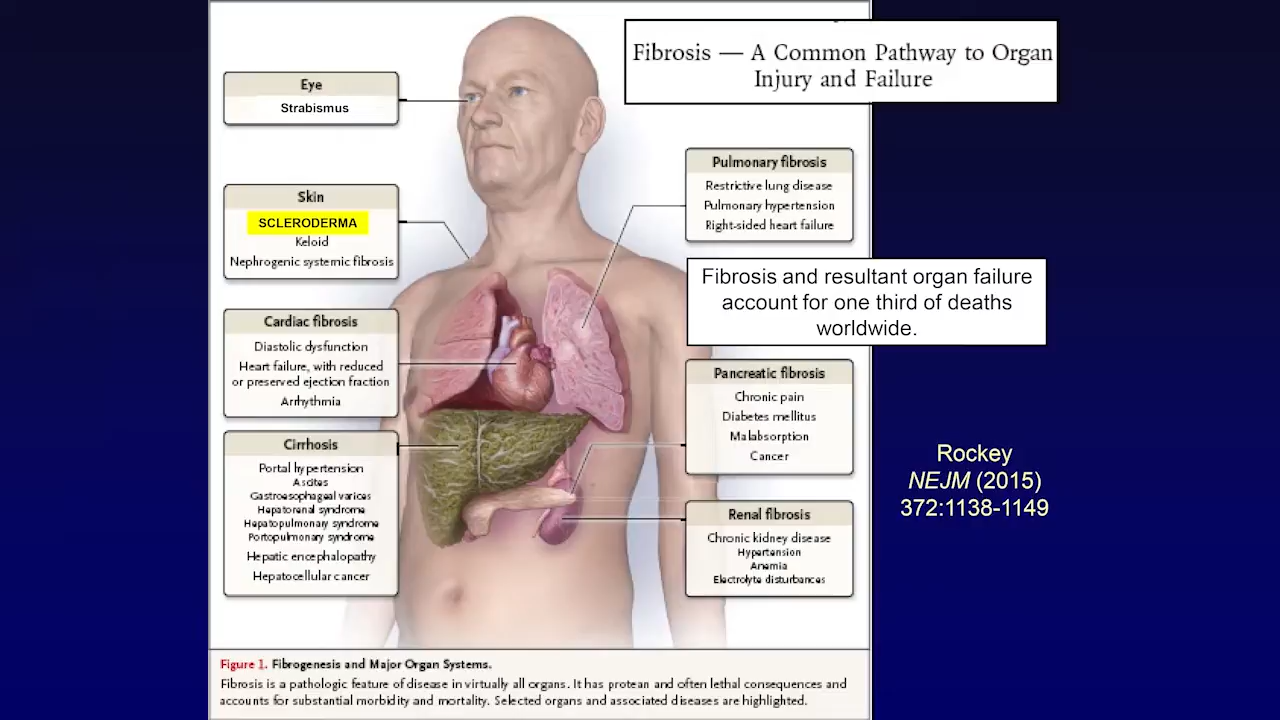 Fibrosis — A Common Pathway to Organ
Injury and Failure
Eye
Strabismus
Skin
SCLERODERMA
Keloid
Nephrogenic systemic fibrosis
Cardiac fibrosis
Diastolic dysfunction
Heart failure, with reduced
or preserved ejection fraction
Arrhythmia
Cirrhosis
Portal hypertension
Ascites
Gastroesophageal varices
Hepatorenal syndrome
Hepatopulmonary syndrome
Portopulmonary syndrome
Hepatic encephalopathy
Hepatocellular cancer
Pulmonary fibrosis
Restrictive lung disease
Pulmonary hypertension
Right-sided heart failure
Fibrosis and resultant organ failure
account for one third of deaths
worldwide.
Pancreatic fibrosis
Chronic pain
Diabetes mellitus
Malabsorption
Cancer
Renal fibrosis
Chronic kidney disease
Hypertension
Anemia
Electrolyte disturbances
Rockey
NEJM (2015)
372:1138-1149
Figure 1. Fibrogenesis and Major Organ Systems.
Fibrosis is a pathologic feature of disease in virtually all organs. It has protean and often lethal consequences and
accounts for substantial morbidity and mortality. Selected organs and associated diseases are highlighted.